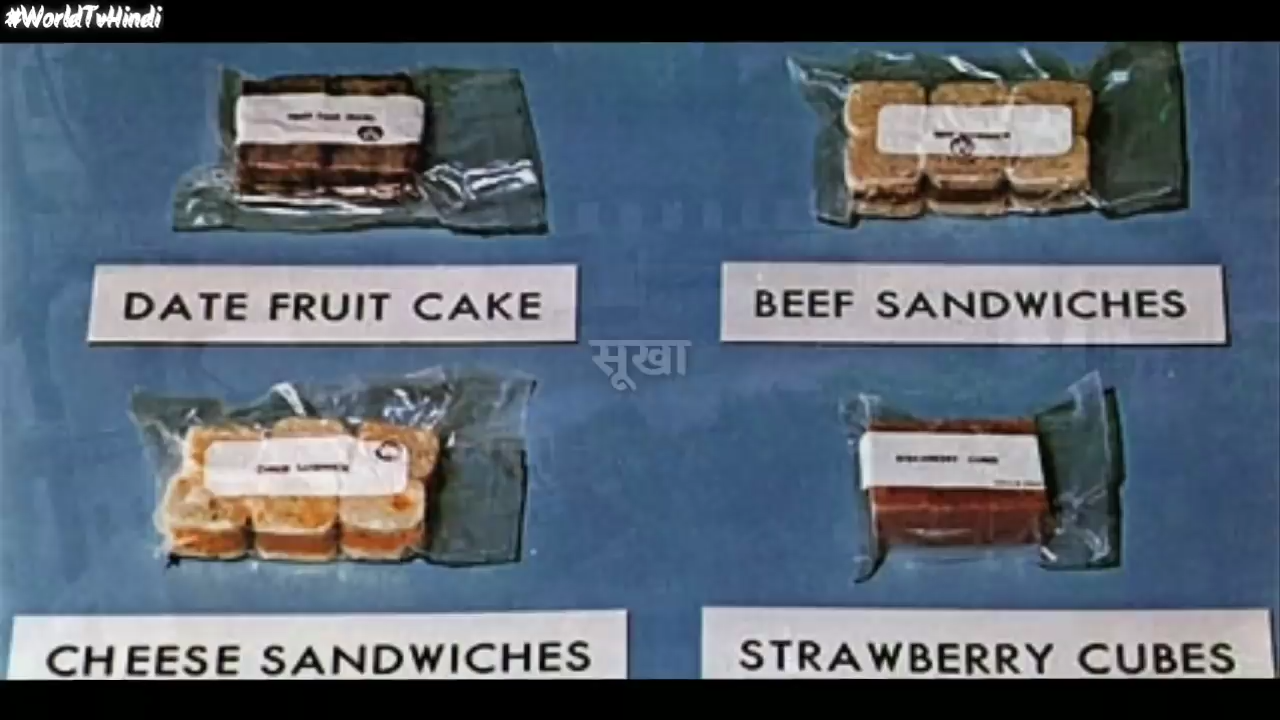 #WorldTvHindi
DATE FRUIT CAKE
BEEF SANDWICHES
सूखा
CHEESE SANDWICHES
STRAWBERRY CUBES